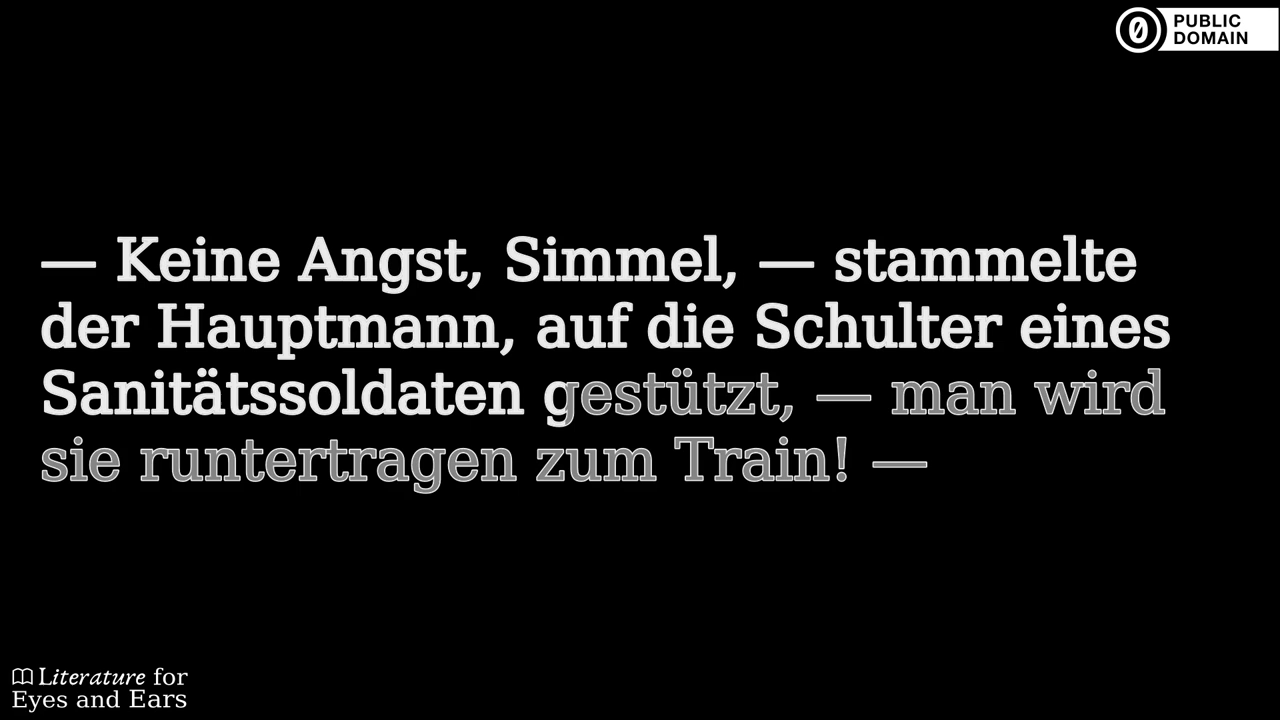 PUBLIC
DOMAIN
— Keine Angst, Simmel, — stammelte
der Hauptmann, auf die Schulter eines
Sanitätssoldaten gestützt, — man wird
sie runtertragen zum Train! —
Literature for
Eyes and Ears